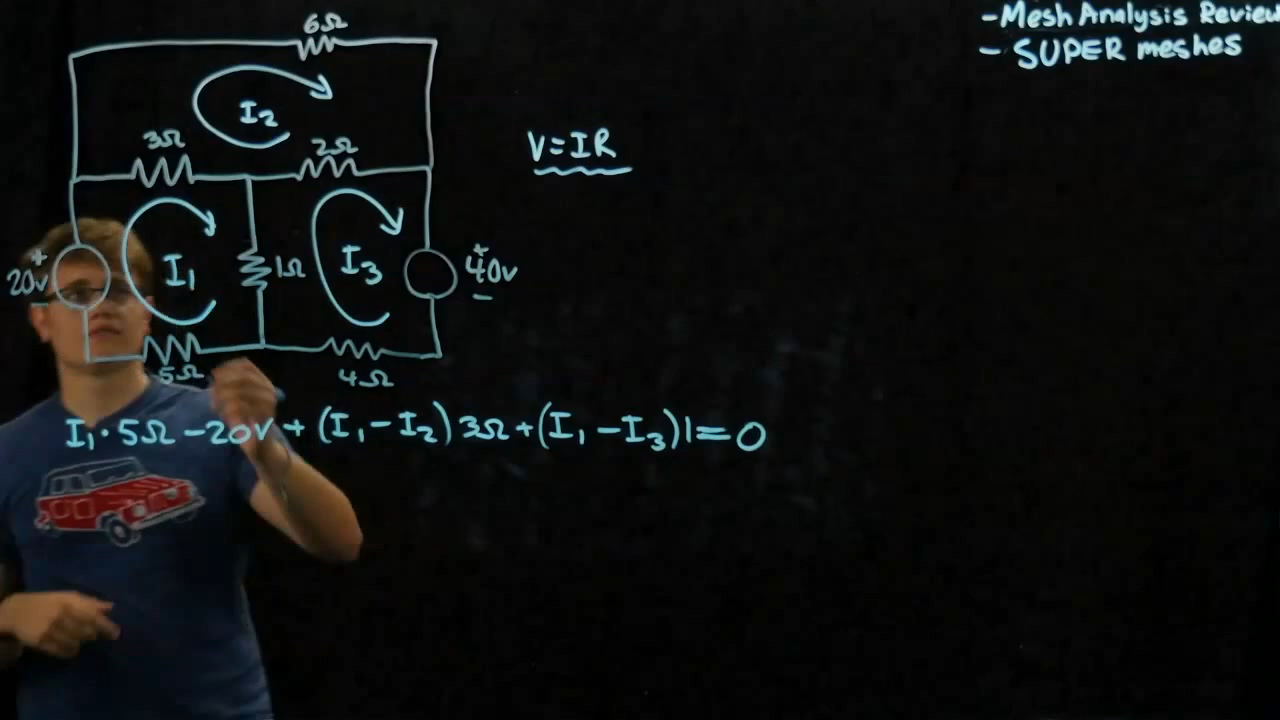 -Mesh Analysis Review
- SUPER meshes
6Ω
I₂
3Ω
2Ω
V=IR
20v
+
I₁
1Ω
I₃
+
40v
-
5Ω
4Ω
I₁·5Ω-20v+(I₁-I₂)3Ω+(I₁-I₃)1=0